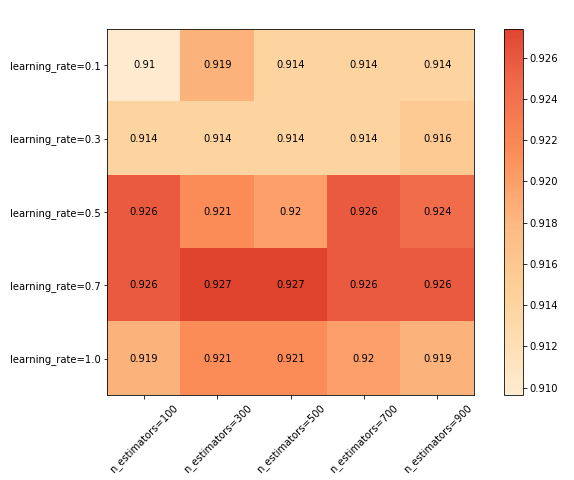 learning_rate=0.1 0.91 0.919 0.914 0.914 0.914
learning_rate=0.3 0.914 0.914 0.914 0.914 0.916
learning_rate=0.5 0.926 0.921 0.92 0.926 0.924
learning_rate=0.7 0.926 0.927 0.927 0.926 0.926
learning_rate=1.0 0.919 0.921 0.921 0.92 0.919
n_estimators=100 n_estimators=300 n_estimators=500 n_estimators=700 n_estimators=900
0.926
0.924
0.922
0.920
0.918
0.916
0.914
0.912
0.910